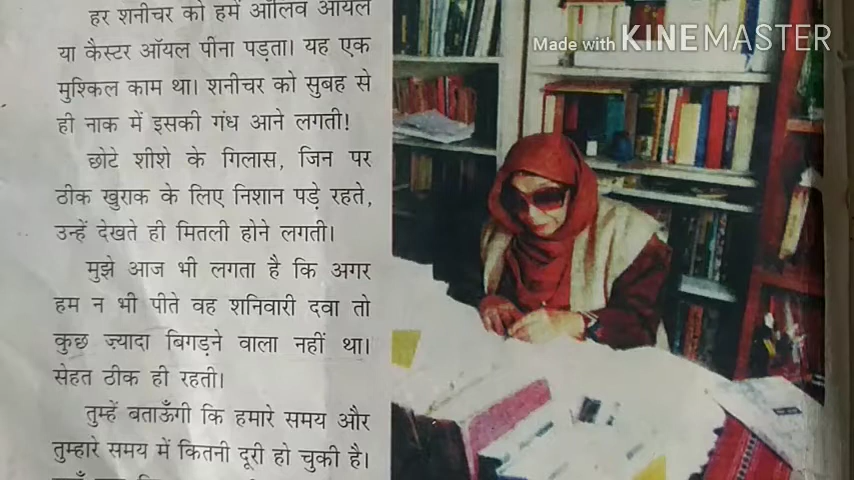 हर शनीचर को हमें ऑलिव ऑयल
या कैस्टर ऑयल पीना पड़ता। यह एक
मुश्किल काम था। शनीचर को सुबह से
ही नाक में इसकी गंध आने लगती!
छोटे शीशे के गिलास, जिन पर
ठीक खुराक के लिए निशान पड़े रहते,
उन्हें देखते ही मितली होने लगती।
मुझे आज भी लगता है कि अगर
हम न भी पीते वह शनिवारी दवा तो
कुछ ज़्यादा बिगड़ने वाला नहीं था।
सेहत ठीक ही रहती।
तुम्हें बताऊँगी कि हमारे समय और
तुम्हारे समय में कितनी दूरी हो चुकी है।
Made with KINEMASTER